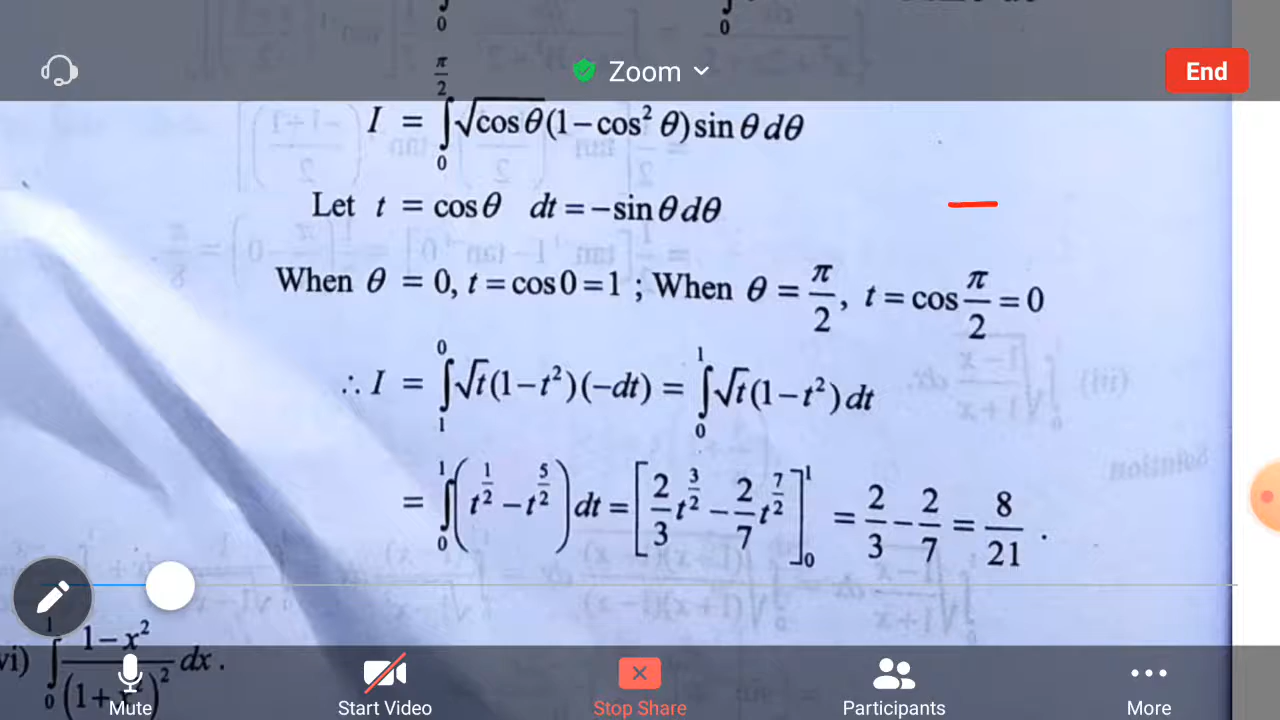 0 0
Zoom End
I = ∫₀^{π/2} √cosθ (1−cos² θ) sin θ dθ
Let t = cosθ dt = −sin θ dθ
When θ = 0, t = cos0 = 1 ; When θ = π/2, t = cos π/2 = 0
∴ I = ∫₁⁰ √t (1−t²)(−dt) = ∫₀¹ √t (1−t²) dt
= ∫₀¹ (t^{1/2} − t^{5/2}) dt = [2/3 t^{3/2} − 2/7 t^{7/2}]₀¹ = 2/3 − 2/7 = 8/21 .
vi) ∫₀¹ (1−x²)/(1+x²)² dx .
Mute Start Video Stop Share Participants More